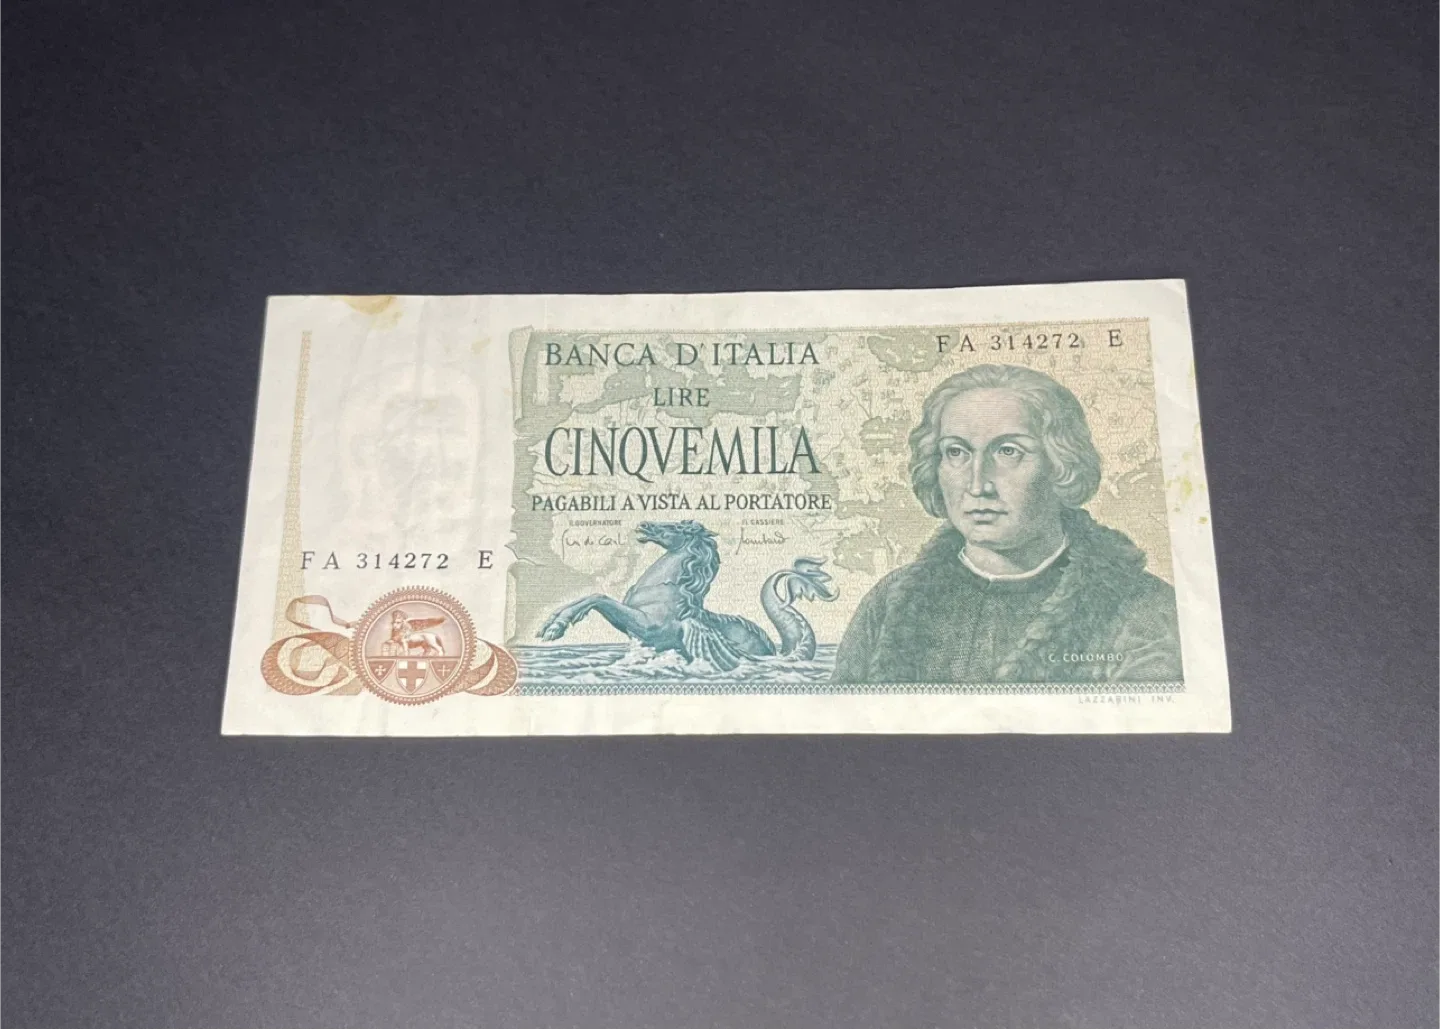 BANCA D'ITALIA
FA 314272 E
LIRE
CINQVEMILA
PAGABILI A VISTA AL PORTATORE
IL GOVERNATORE
IL CASSIERE
FA 314272 E
C. COLOMBO
LAZZARINI INV.